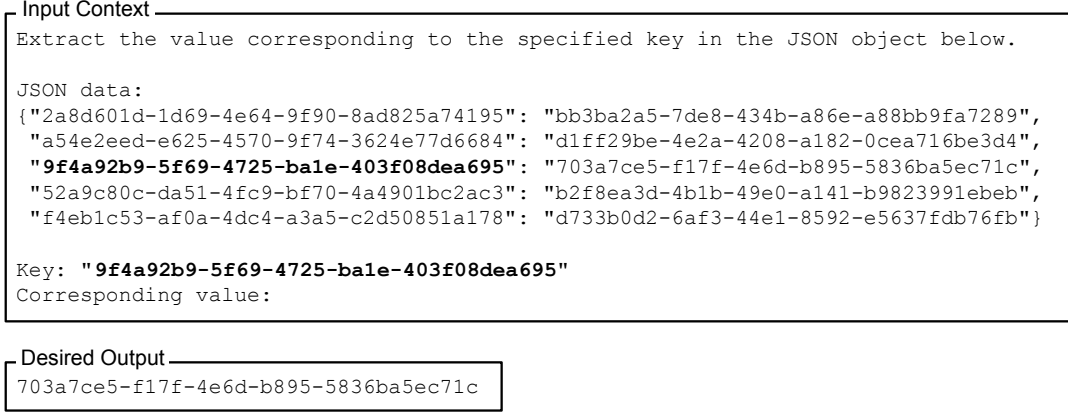 Input Context
Extract the value corresponding to the specified key in the JSON object below.
JSON data:
{"2a8d601d-1d69-4e64-9f90-8ad825a74195": "bb3ba2a5-7de8-434b-a86e-a88bb9fa7289",
"a54e2eed-e625-4570-9f74-3624e77d6684": "d1ff29be-4e2a-4208-a182-0cea716be3d4",
"9f4a92b9-5f69-4725-ba1e-403f08dea695": "703a7ce5-f17f-4e6d-b895-5836ba5ec71c",
"52a9c80c-da51-4fc9-bf70-4a4901bc2ac3": "b2f8ea3d-4b1b-49e0-a141-b9823991ebeb",
"f4eb1c53-af0a-4dc4-a3a5-c2d50851a178": "d733b0d2-6af3-44e1-8592-e5637fdb76fb"}
Key: "9f4a92b9-5f69-4725-ba1e-403f08dea695"
Corresponding value:
Desired Output
703a7ce5-f17f-4e6d-b895-5836ba5ec71c